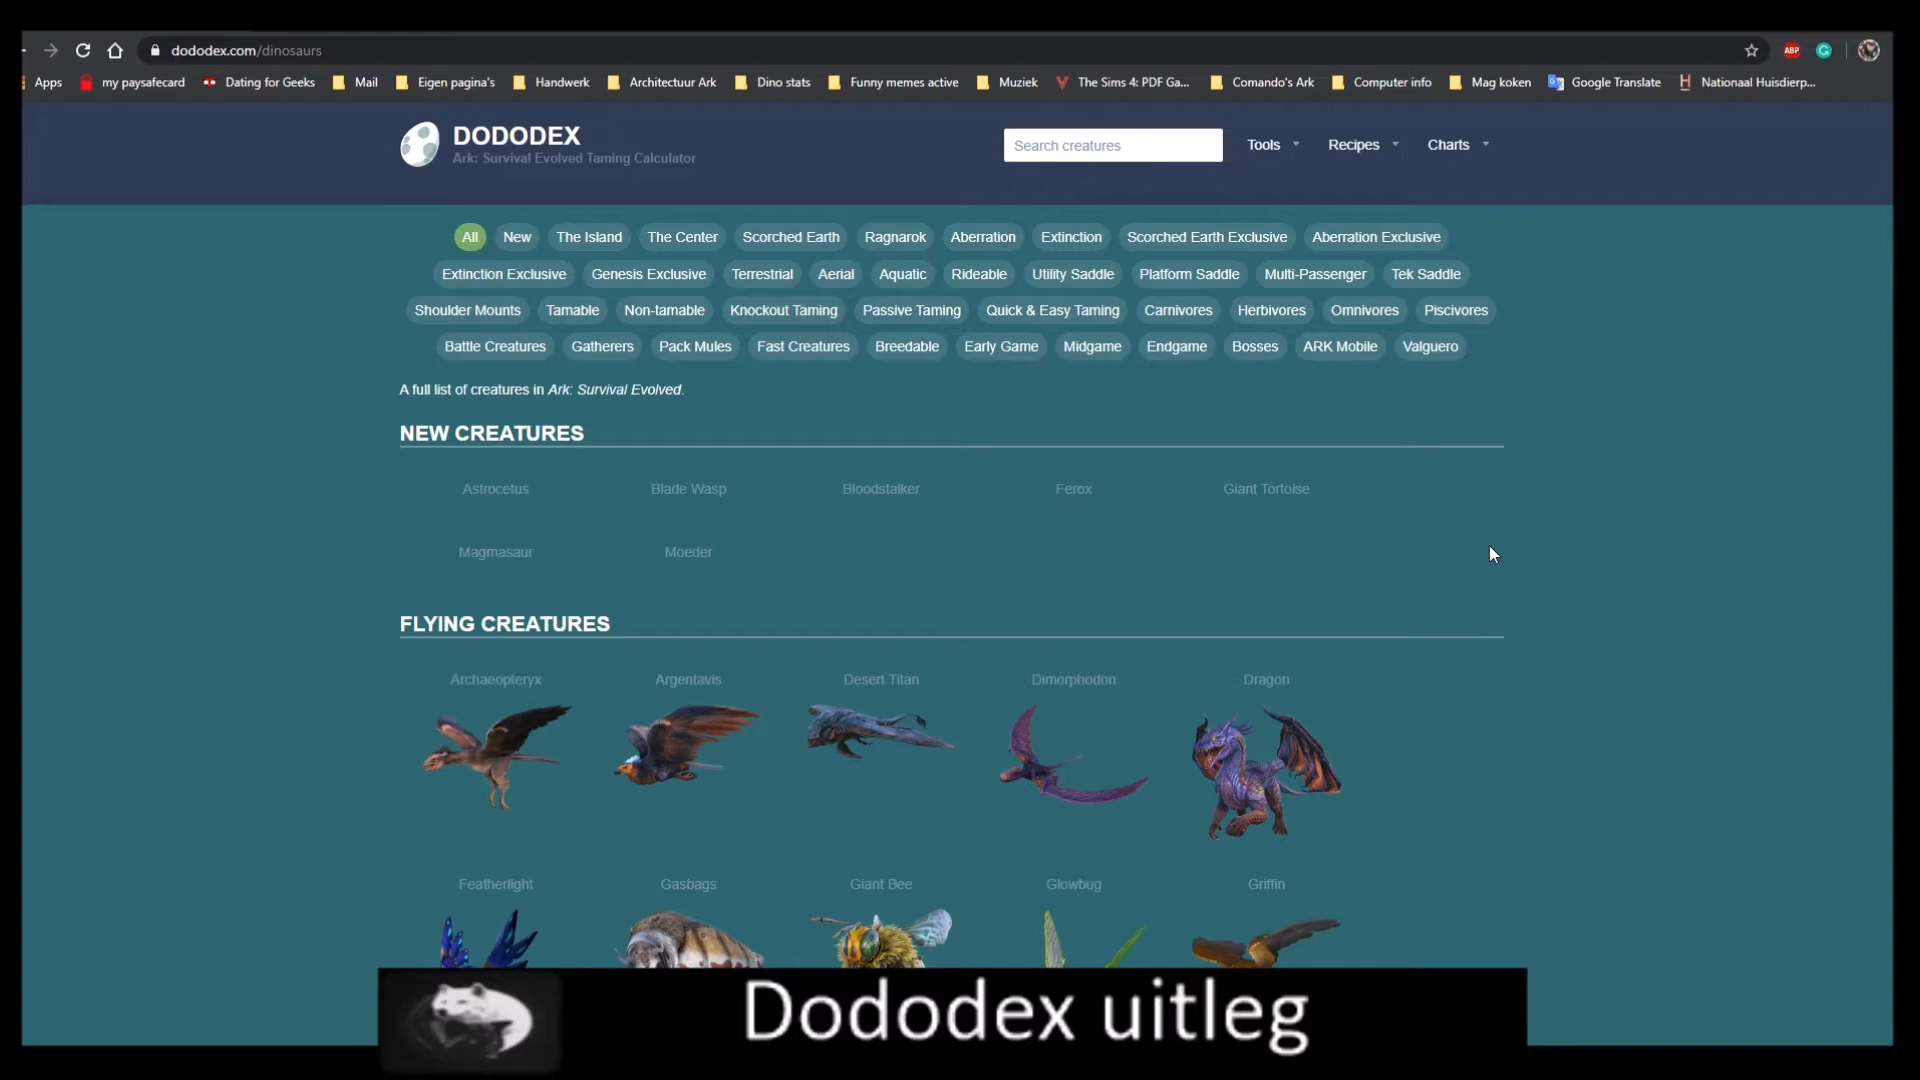 dododex.com/dinosaurs
ABP
Apps my paysafecard Dating for Geeks Mail Eigen pagina's Handwerk Architectuur Ark Dino stats Funny memes active Muziek The Sims 4: PDF Ga... Comando's Ark Computer info Mag koken Google Translate Nationaal Huisdierp...
DODODEX
Ark: Survival Evolved Taming Calculator
Search creatures Tools Recipes Charts
All New The Island The Center Scorched Earth Ragnarok Aberration Extinction Scorched Earth Exclusive Aberration Exclusive
Extinction Exclusive Genesis Exclusive Terrestrial Aerial Aquatic Rideable Utility Saddle Platform Saddle Multi-Passenger Tek Saddle
Shoulder Mounts Tamable Non-tamable Knockout Taming Passive Taming Quick & Easy Taming Carnivores Herbivores Omnivores Piscivores
Battle Creatures Gatherers Pack Mules Fast Creatures Breedable Early Game Midgame Endgame Bosses ARK Mobile Valguero
A full list of creatures in Ark: Survival Evolved.
NEW CREATURES
Astrocetus Blade Wasp Bloodstalker Ferox Giant Tortoise
Magmasaur Moeder
FLYING CREATURES
Archaeopteryx Argentavis Desert Titan Dimorphodon Dragon
Featherlight Gasbags Giant Bee Glowbug Griffin
Dododex uitleg